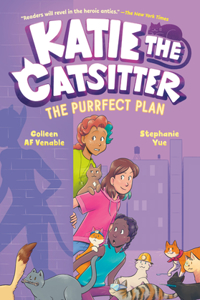 "Readers will revel in the heroic antics." —The New York Times
KATIE THE
CATSITTER
THE PURRFECT PLAN
Colleen
AF Venable
Stephanie
Yue